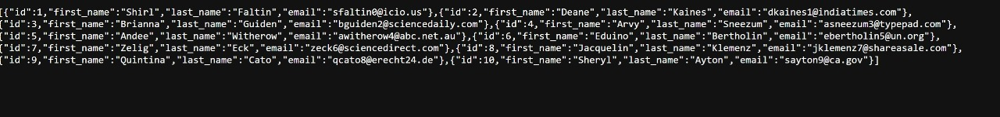 [{"id":1,"first_name":"Shirl","last_name":"Faltin","email":"sfaltin0@icio.us"},{"id":2,"first_name":"Deane","last_name":"Kaines","email":"dkaines1@indiatimes.com"},
{"id":3,"first_name":"Brianna","last_name":"Guiden","email":"bguiden2@sciencedaily.com"},{"id":4,"first_name":"Arvy","last_name":"Sneezum","email":"asneezum3@typepad.com"},
{"id":5,"first_name":"Andee","last_name":"Witherow","email":"awitherow4@abc.net.au"},{"id":6,"first_name":"Eduino","last_name":"Bertholin","email":"ebertholin5@un.org"},
{"id":7,"first_name":"Zelig","last_name":"Eck","email":"zeck6@sciencedirect.com"},{"id":8,"first_name":"Jacquelin","last_name":"Klemenz","email":"jklemenz7@shareasale.com"},
{"id":9,"first_name":"Quintina","last_name":"Cato","email":"qcato8@erecht24.de"},{"id":10,"first_name":"Sheryl","last_name":"Ayton","email":"sayton9@ca.gov"}]